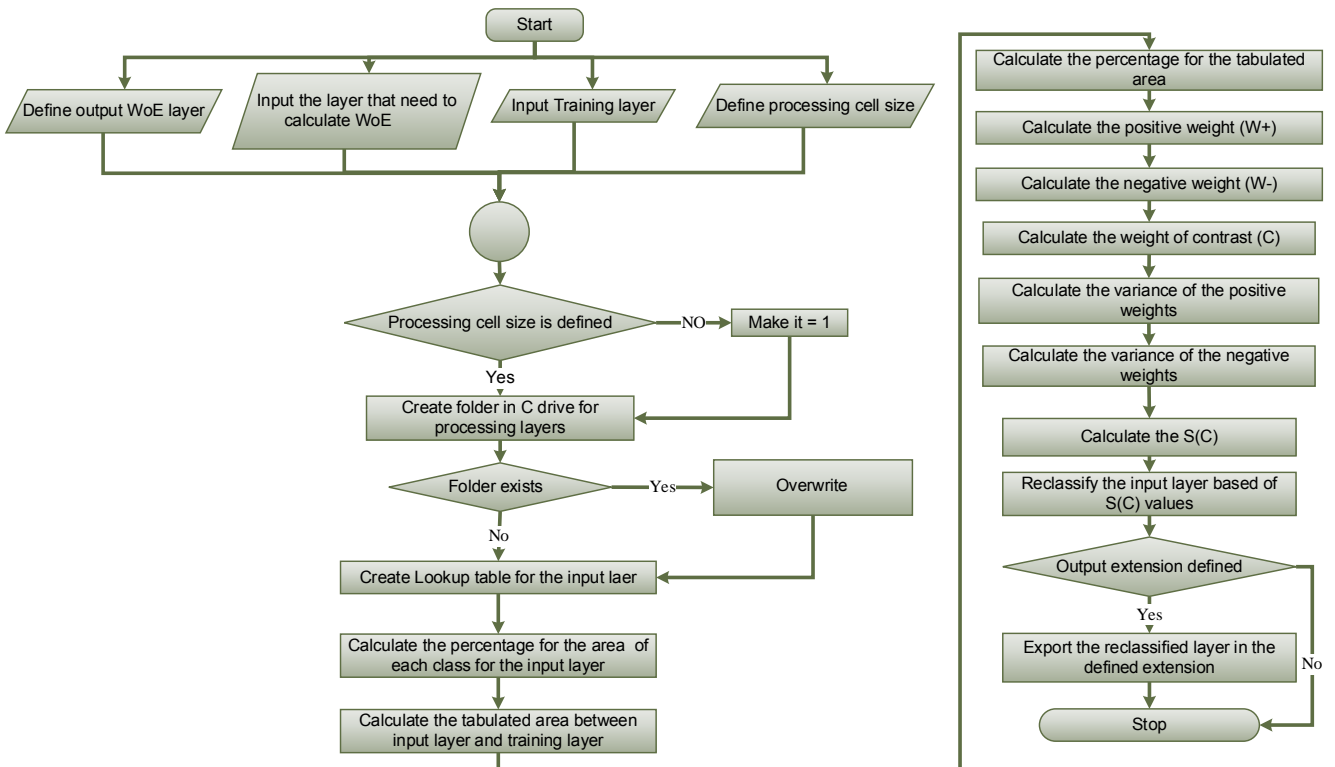 Start
Define output WoE layer
Input the layer that need to
calculate WoE
Input Training layer
Define processing cell size
Processing cell size is defined
NO
Make it = 1
Yes
Create folder in C drive for
processing layers
Folder exists
Yes
Overwrite
No
Create Lookup table for the input laer
Calculate the percentage for the area of
each class for the input layer
Calculate the tabulated area between
input layer and training layer
Calculate the percentage for the tabulated
area
Calculate the positive weight (W+)
Calculate the negative weight (W-)
Calculate the weight of contrast (C)
Calculate the variance of the positive
weights
Calculate the variance of the negative
weights
Calculate the S(C)
Reclassify the input layer based of
S(C) values
Output extension defined
Yes
Export the reclassified layer in the
defined extension
No
Stop